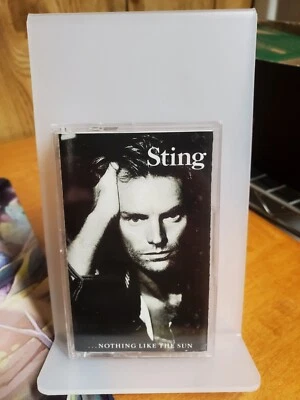 Sting
...NOTHING LIKE THE SUN